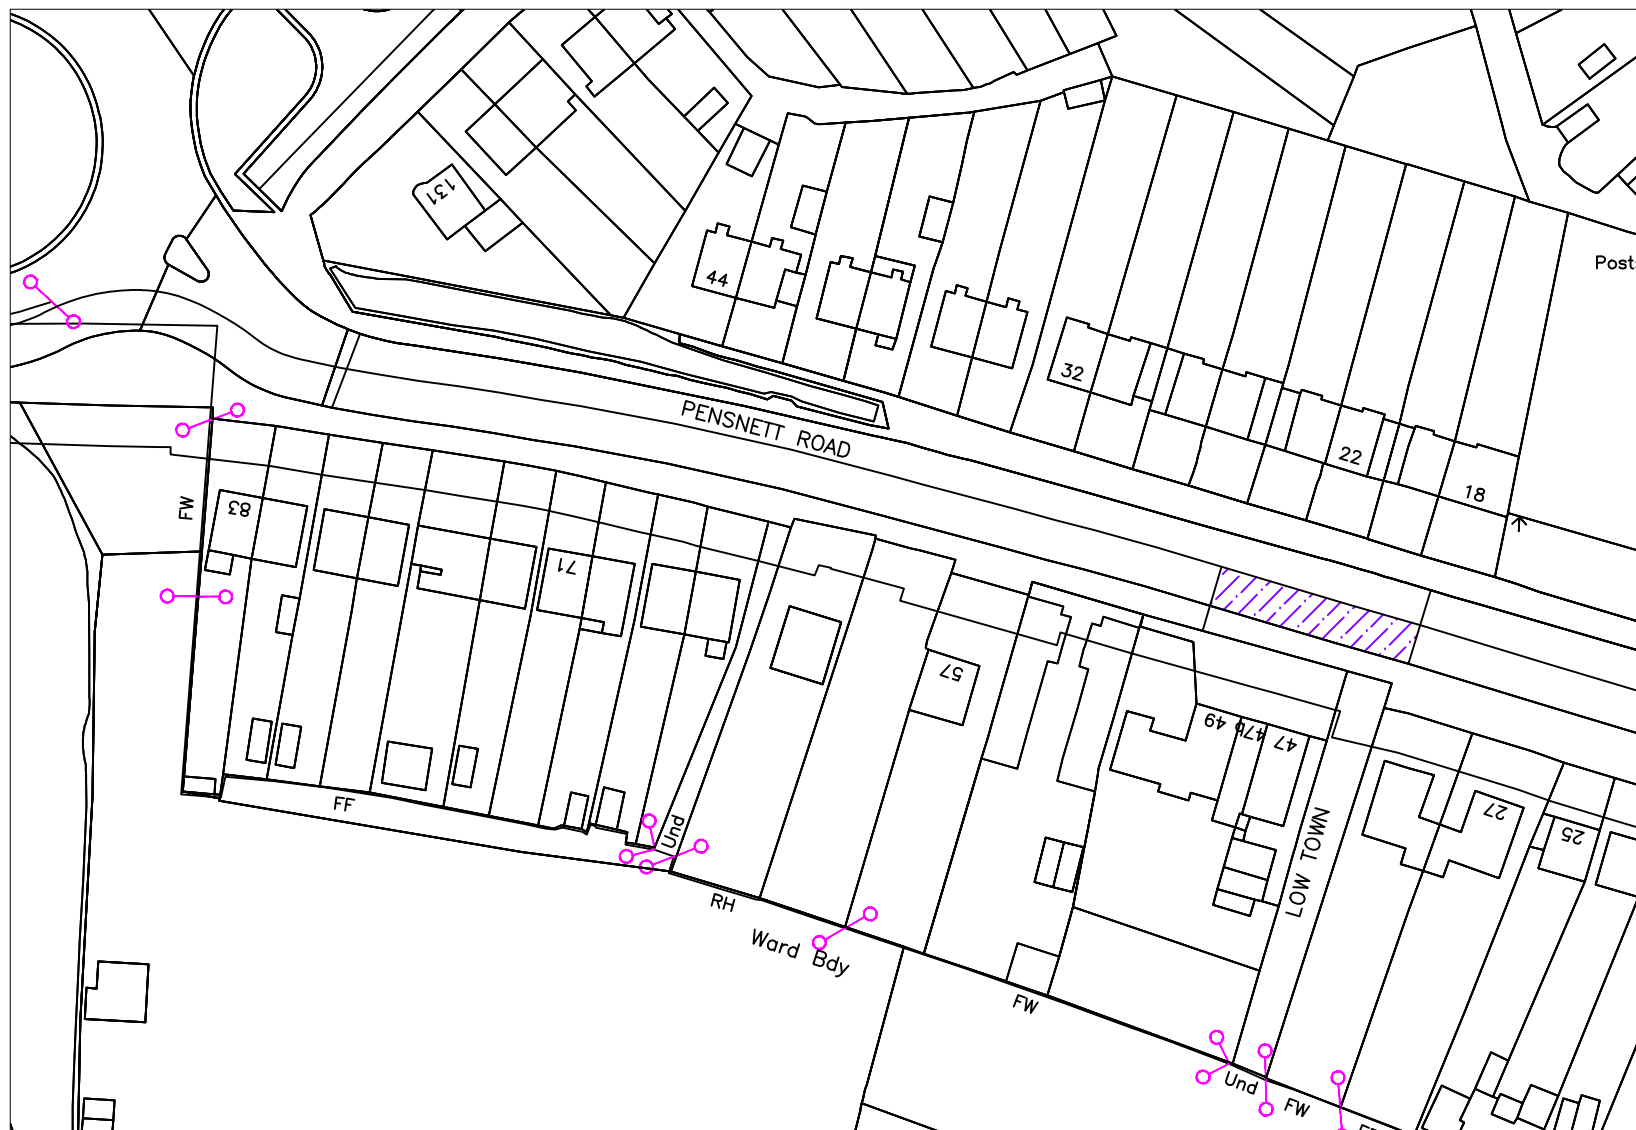 131
44
Post
32
PENSNETT ROAD
22
18
FW
83
71
57
49
47b
47
27
25
LOW TOWN
FF
Und
RH
Ward Bdy
FW
Und
FW